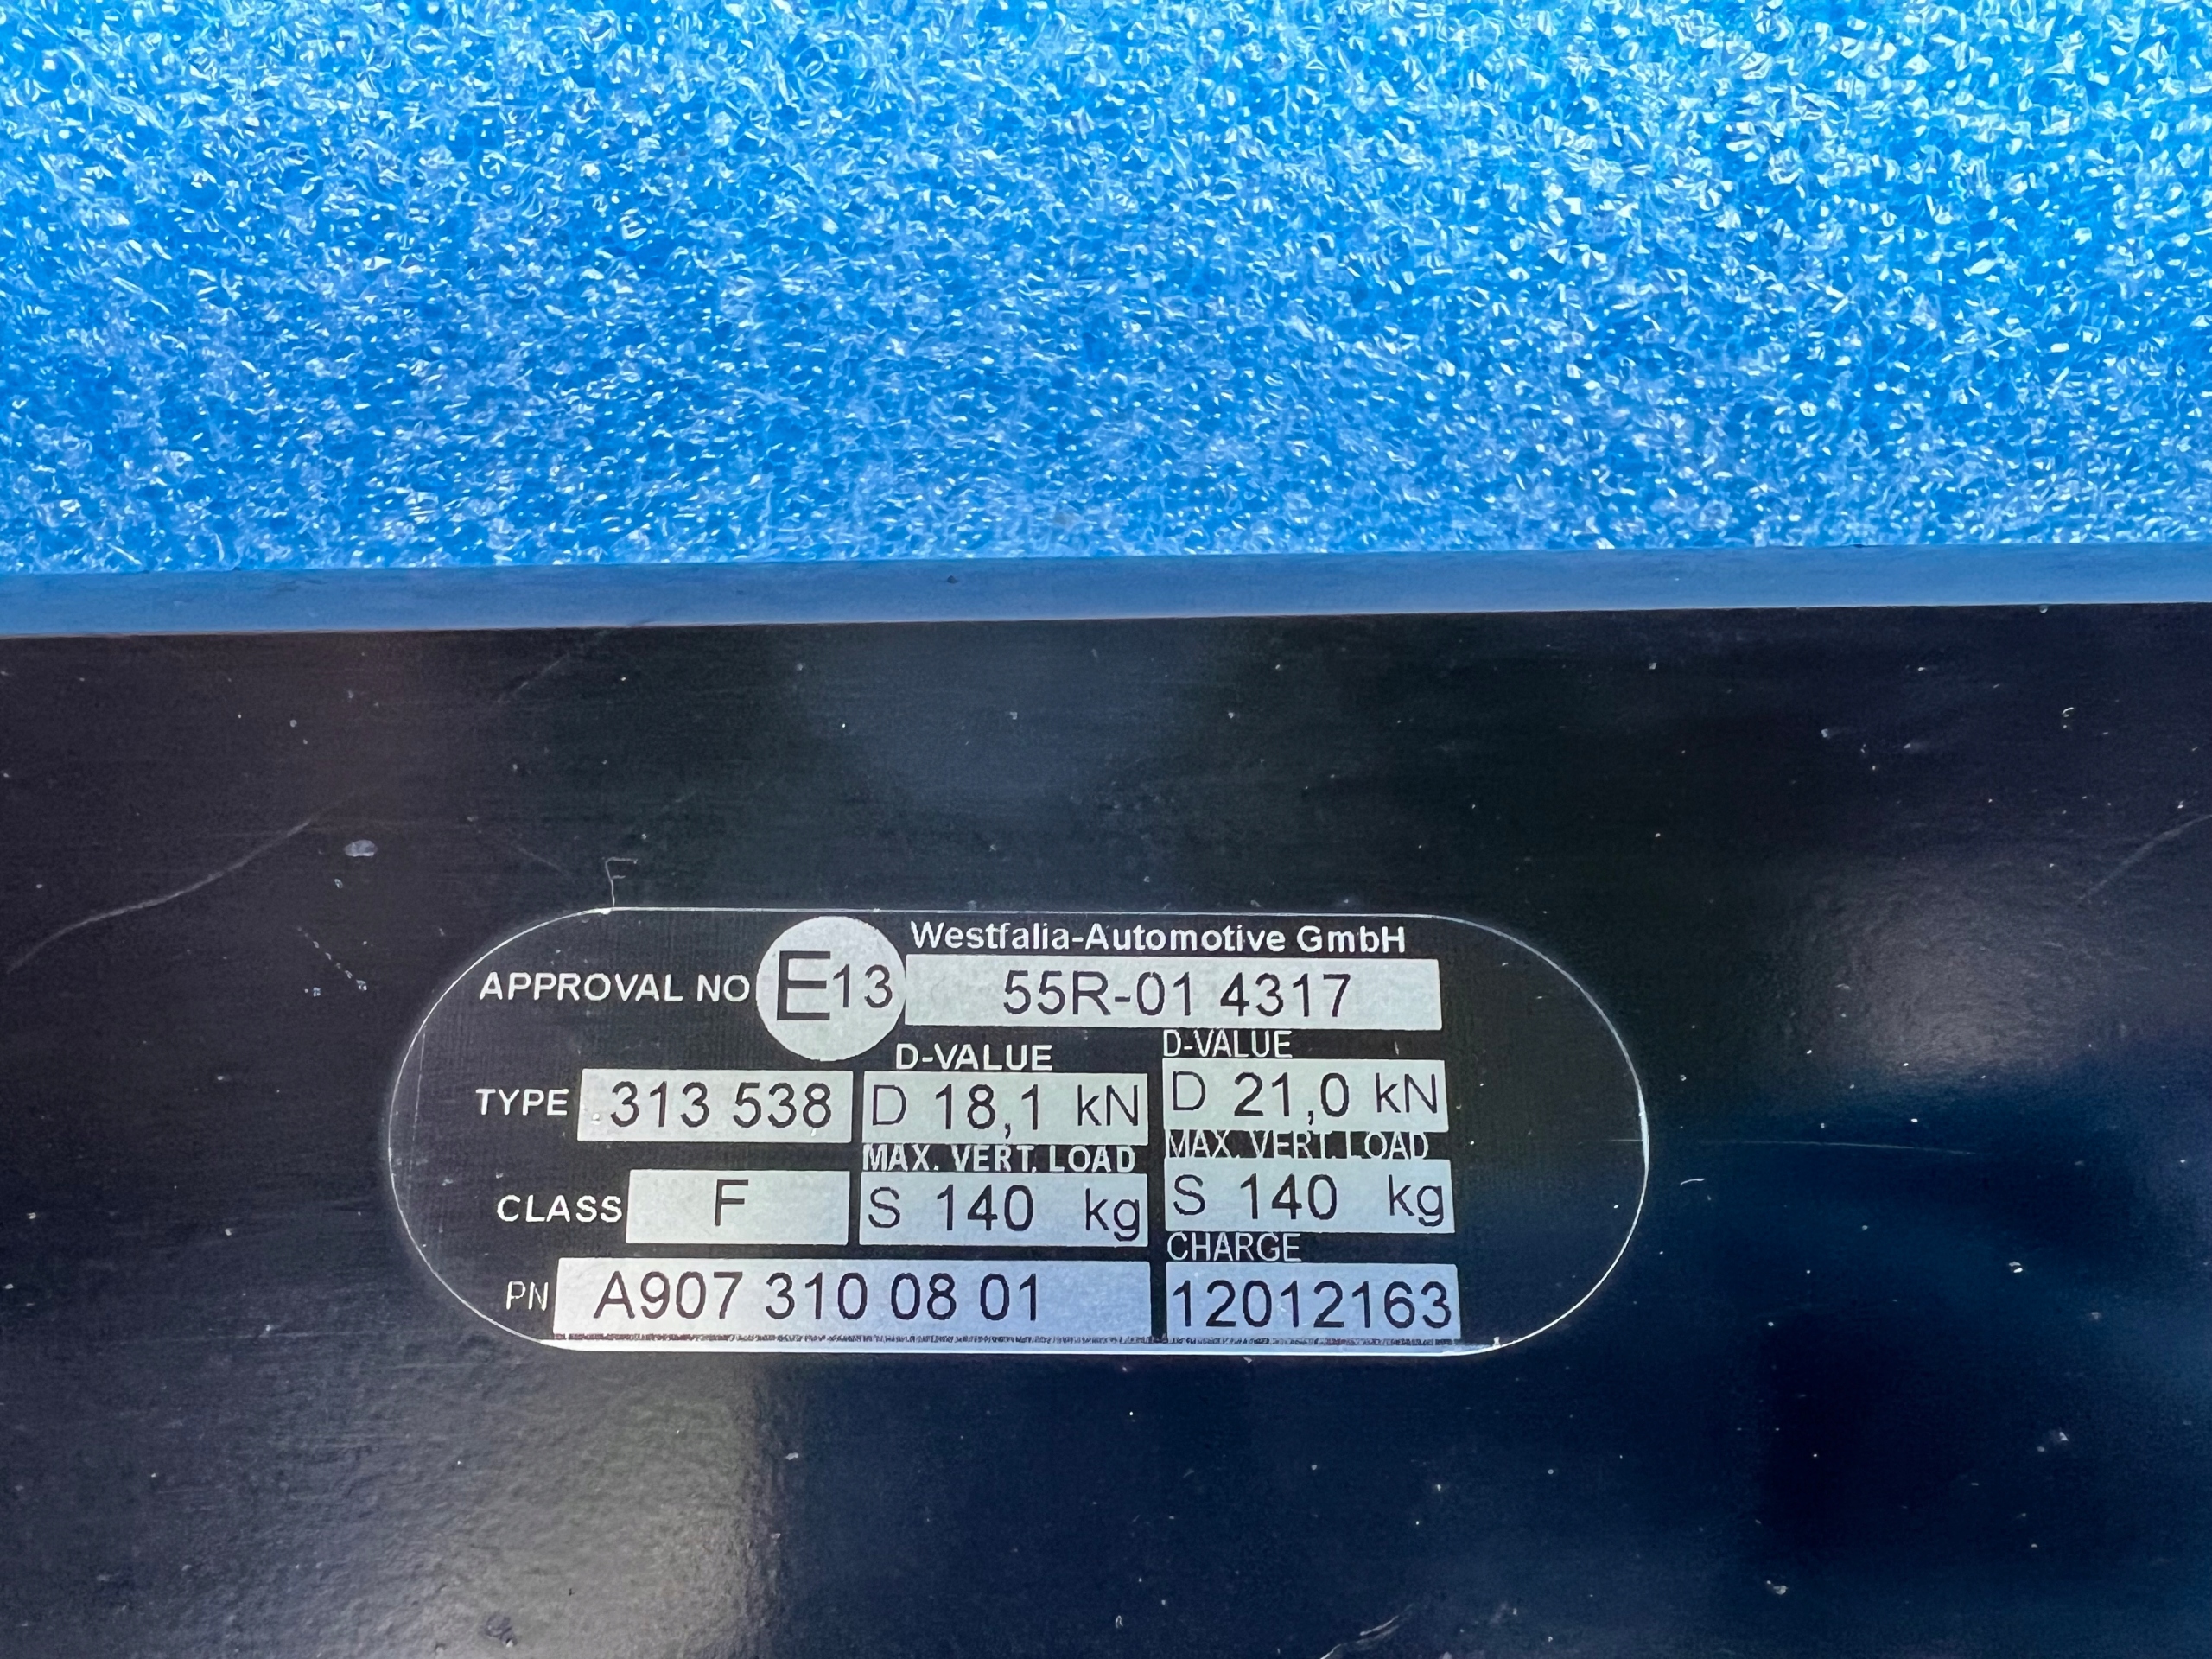 Westfalia-Automotive GmbH
APPROVAL NO E13 55R-01 4317
D-VALUE D-VALUE
TYPE 313 538 D 18,1 kN D 21,0 kN
MAX. VERT. LOAD MAX. VERT. LOAD
CLASS F S 140 kg S 140 kg
CHARGE
PN A907 310 08 01 12012163